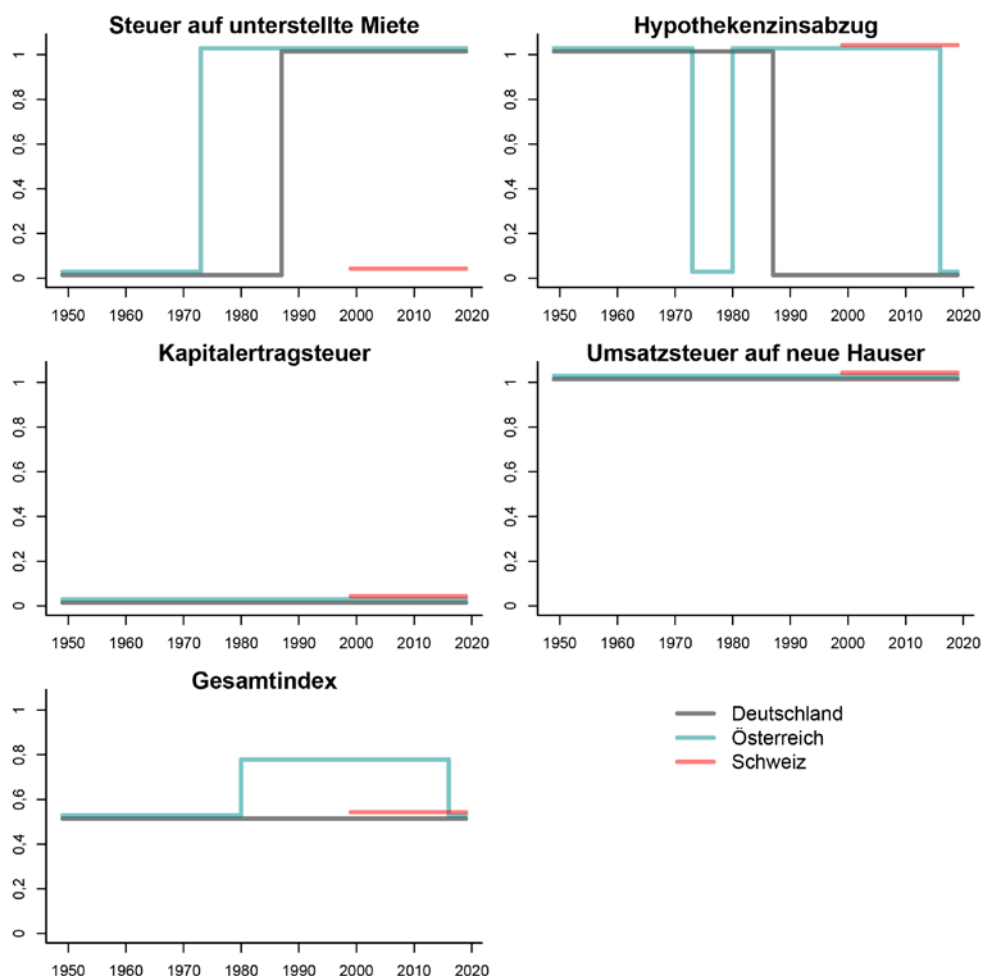 Steuer auf unterstellte Miete
1
0,8
0,6
0,4
0,2
0
1950 1960 1970 1980 1990 2000 2010 2020
Hypothekenzinsabzug
1
0,8
0,6
0,4
0,2
0
1950 1960 1970 1980 1990 2000 2010 2020
Kapitalertragsteuer
1
0,8
0,6
0,4
0,2
0
1950 1960 1970 1980 1990 2000 2010 2020
Umsatzsteuer auf neue Hauser
1
0,8
0,6
0,4
0,2
0
1950 1960 1970 1980 1990 2000 2010 2020
Gesamtindex
1
0,8
0,6
0,4
0,2
0
1950 1960 1970 1980 1990 2000 2010 2020
Deutschland
Österreich
Schweiz